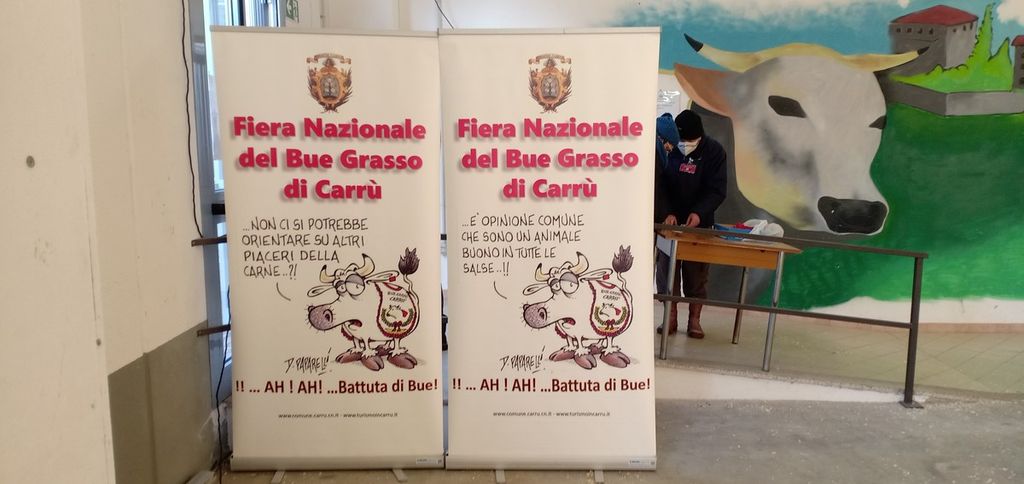 Fiera Nazionale
del Bue Grasso
di Carrù
...NON CI SI POTREBBE
ORIENTARE SU ALTRI
PIACERI DELLA
CARNE..?!
D. PAPARELLI
!! ... AH ! AH! ...Battuta di Bue!
www.comune.carru.cn.it - www.turismoincarru.it
Fiera Nazionale
del Bue Grasso
di Carrù
...E' OPINIONE COMUNE
CHE SONO UN ANIMALE
BUONO IN TUTTE LE
SALSE..!!
D. PAPARELLI
!! ... AH ! AH! ...Battuta di Bue!
www.comune.carru.cn.it - www.turismoincarru.it